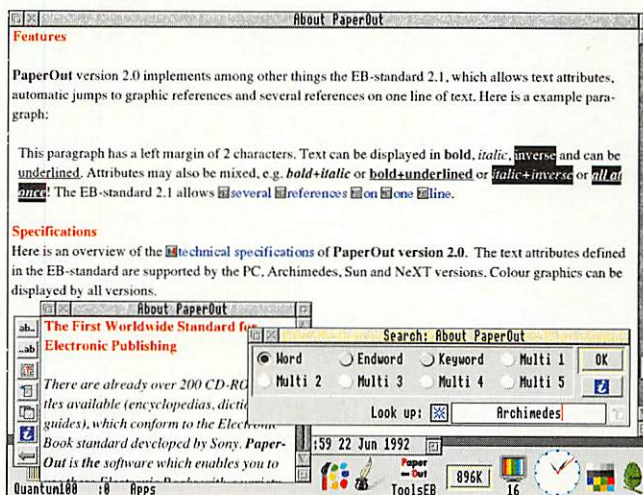 About PaperOut
Features
PaperOut version 2.0 implements among other things the EB-standard 2.1, which allows text attributes,
automatic jumps to graphic references and several references on one line of text. Here is a example para-
graph:
This paragraph has a left margin of 2 characters. Text can be displayed in bold, italic, inverse and can be
underlined. Attributes may also be mixed, e.g. bold+italic or bold+underlined or italic+inverse or all at
once! The EB-standard 2.1 allows several references on one line.
Specifications
Here is an overview of the technical specifications of PaperOut version 2.0. The text attributes defined
in the EB-standard are supported by the PC, Archimedes, Sun and NeXT versions. Colour graphics can be
displayed by all versions.
About PaperOut
ab..
..ab
The First Worldwide Standard for
Electronic Publishing
There are already over 200 CD-RO
tles available (encyclopedias, dictio
guides), which conform to the Electronic
Book standard developed by Sony. Paper-
Out is the software which enables you to
Search: About PaperOut
Word Endword Keyword Multi 1 OK
Multi 2 Multi 3 Multi 4 Multi 5
Look up: Archimedes
:59 22 Jun 1992
Quantum100 :0 Apps
Paper
Out
ToolsEB
896K
16